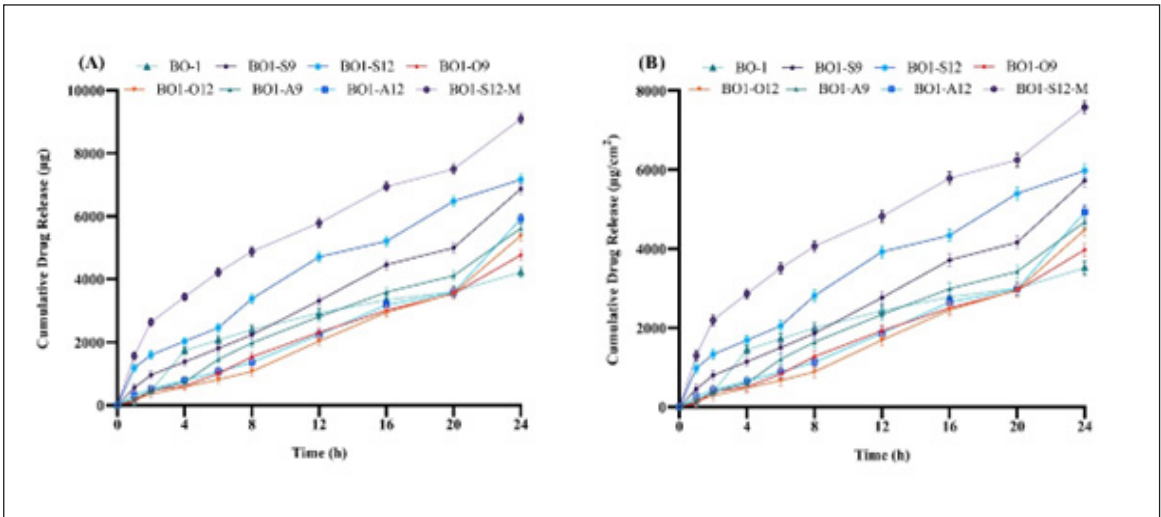 (A)
BO-1 BO1-S9 BO1-S12 BO1-O9
BO1-O12 BO1-A9 BO1-A12 BO1-S12-M
10000
8000
6000
4000
2000
0
Cumulative Drug Release (µg)
0 4 8 12 16 20 24
Time (h)
(B)
BO-1 BO1-S9 BO1-S12 BO1-O9
BO1-O12 BO1-A9 BO1-A12 BO1-S12-M
8000
6000
4000
2000
0
Cumulative Drug Release (µg/cm²)
0 4 8 12 16 20 24
Time (h)